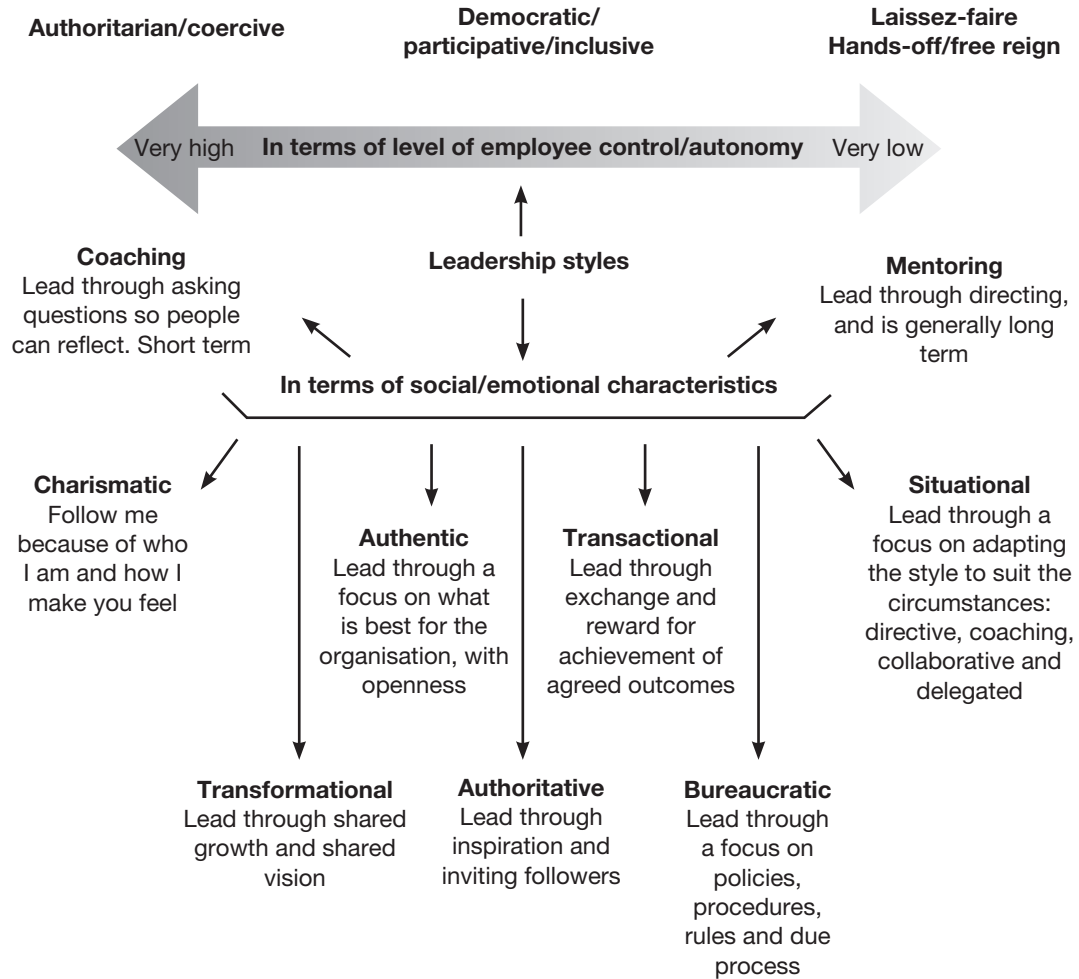 Authoritarian/coercive
Democratic/
participative/inclusive
Laissez-faire
Hands-off/free reign
Very high
In terms of level of employee control/autonomy
Very low
Leadership styles
Coaching
Lead through asking
questions so people
can reflect. Short term
Mentoring
Lead through directing,
and is generally long
term
In terms of social/emotional characteristics
Charismatic
Follow me
because of who
I am and how I
make you feel
Authentic
Lead through a
focus on what
is best for the
organisation, with
openness
Transactional
Lead through
exchange and
reward for
achievement of
agreed outcomes
Situational
Lead through a
focus on adapting
the style to suit the
circumstances:
directive, coaching,
collaborative and
delegated
Transformational
Lead through shared
growth and shared
vision
Authoritative
Lead through
inspiration and
inviting followers
Bureaucratic
Lead through
a focus on
policies,
procedures,
rules and due
process